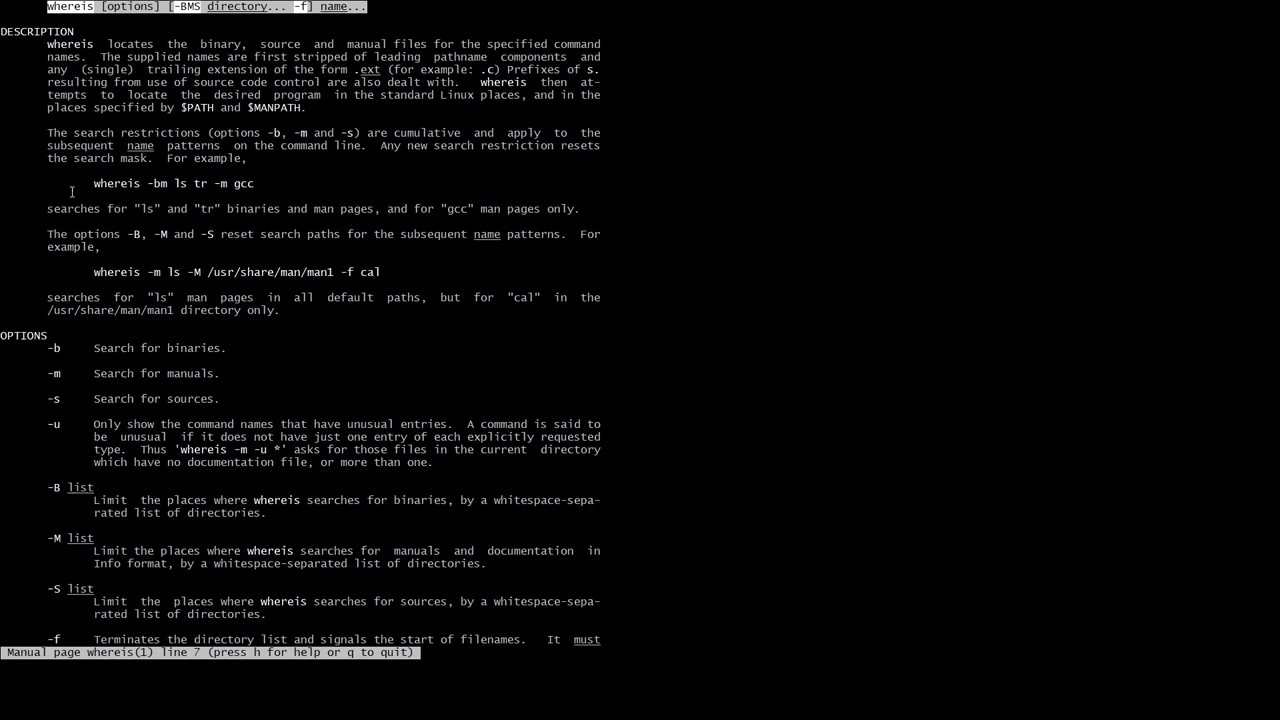 whereis [options] [-BMS directory... -f] name...
DESCRIPTION
whereis locates the binary, source and manual files for the specified command
names. The supplied names are first stripped of leading pathname components and
any (single) trailing extension of the form .ext (for example: .c) Prefixes of s.
resulting from use of source code control are also dealt with. whereis then at-
tempts to locate the desired program in the standard Linux places, and in the
places specified by $PATH and $MANPATH.
The search restrictions (options -b, -m and -s) are cumulative and apply to the
subsequent name patterns on the command line. Any new search restriction resets
the search mask. For example,
whereis -bm ls tr -m gcc
searches for "ls" and "tr" binaries and man pages, and for "gcc" man pages only.
The options -B, -M and -S reset search paths for the subsequent name patterns. For
example,
whereis -m ls -M /usr/share/man/man1 -f cal
searches for "ls" man pages in all default paths, but for "cal" in the
/usr/share/man/man1 directory only.
OPTIONS
-b Search for binaries.
-m Search for manuals.
-s Search for sources.
-u Only show the command names that have unusual entries. A command is said to
be unusual if it does not have just one entry of each explicitly requested
type. Thus 'whereis -m -u *' asks for those files in the current directory
which have no documentation file, or more than one.
-B list
Limit the places where whereis searches for binaries, by a whitespace-sepa-
rated list of directories.
-M list
Limit the places where whereis searches for manuals and documentation in
Info format, by a whitespace-separated list of directories.
-S list
Limit the places where whereis searches for sources, by a whitespace-sepa-
rated list of directories.
-f Terminates the directory list and signals the start of filenames. It must
Manual page whereis(1) line 7 (press h for help or q to quit)